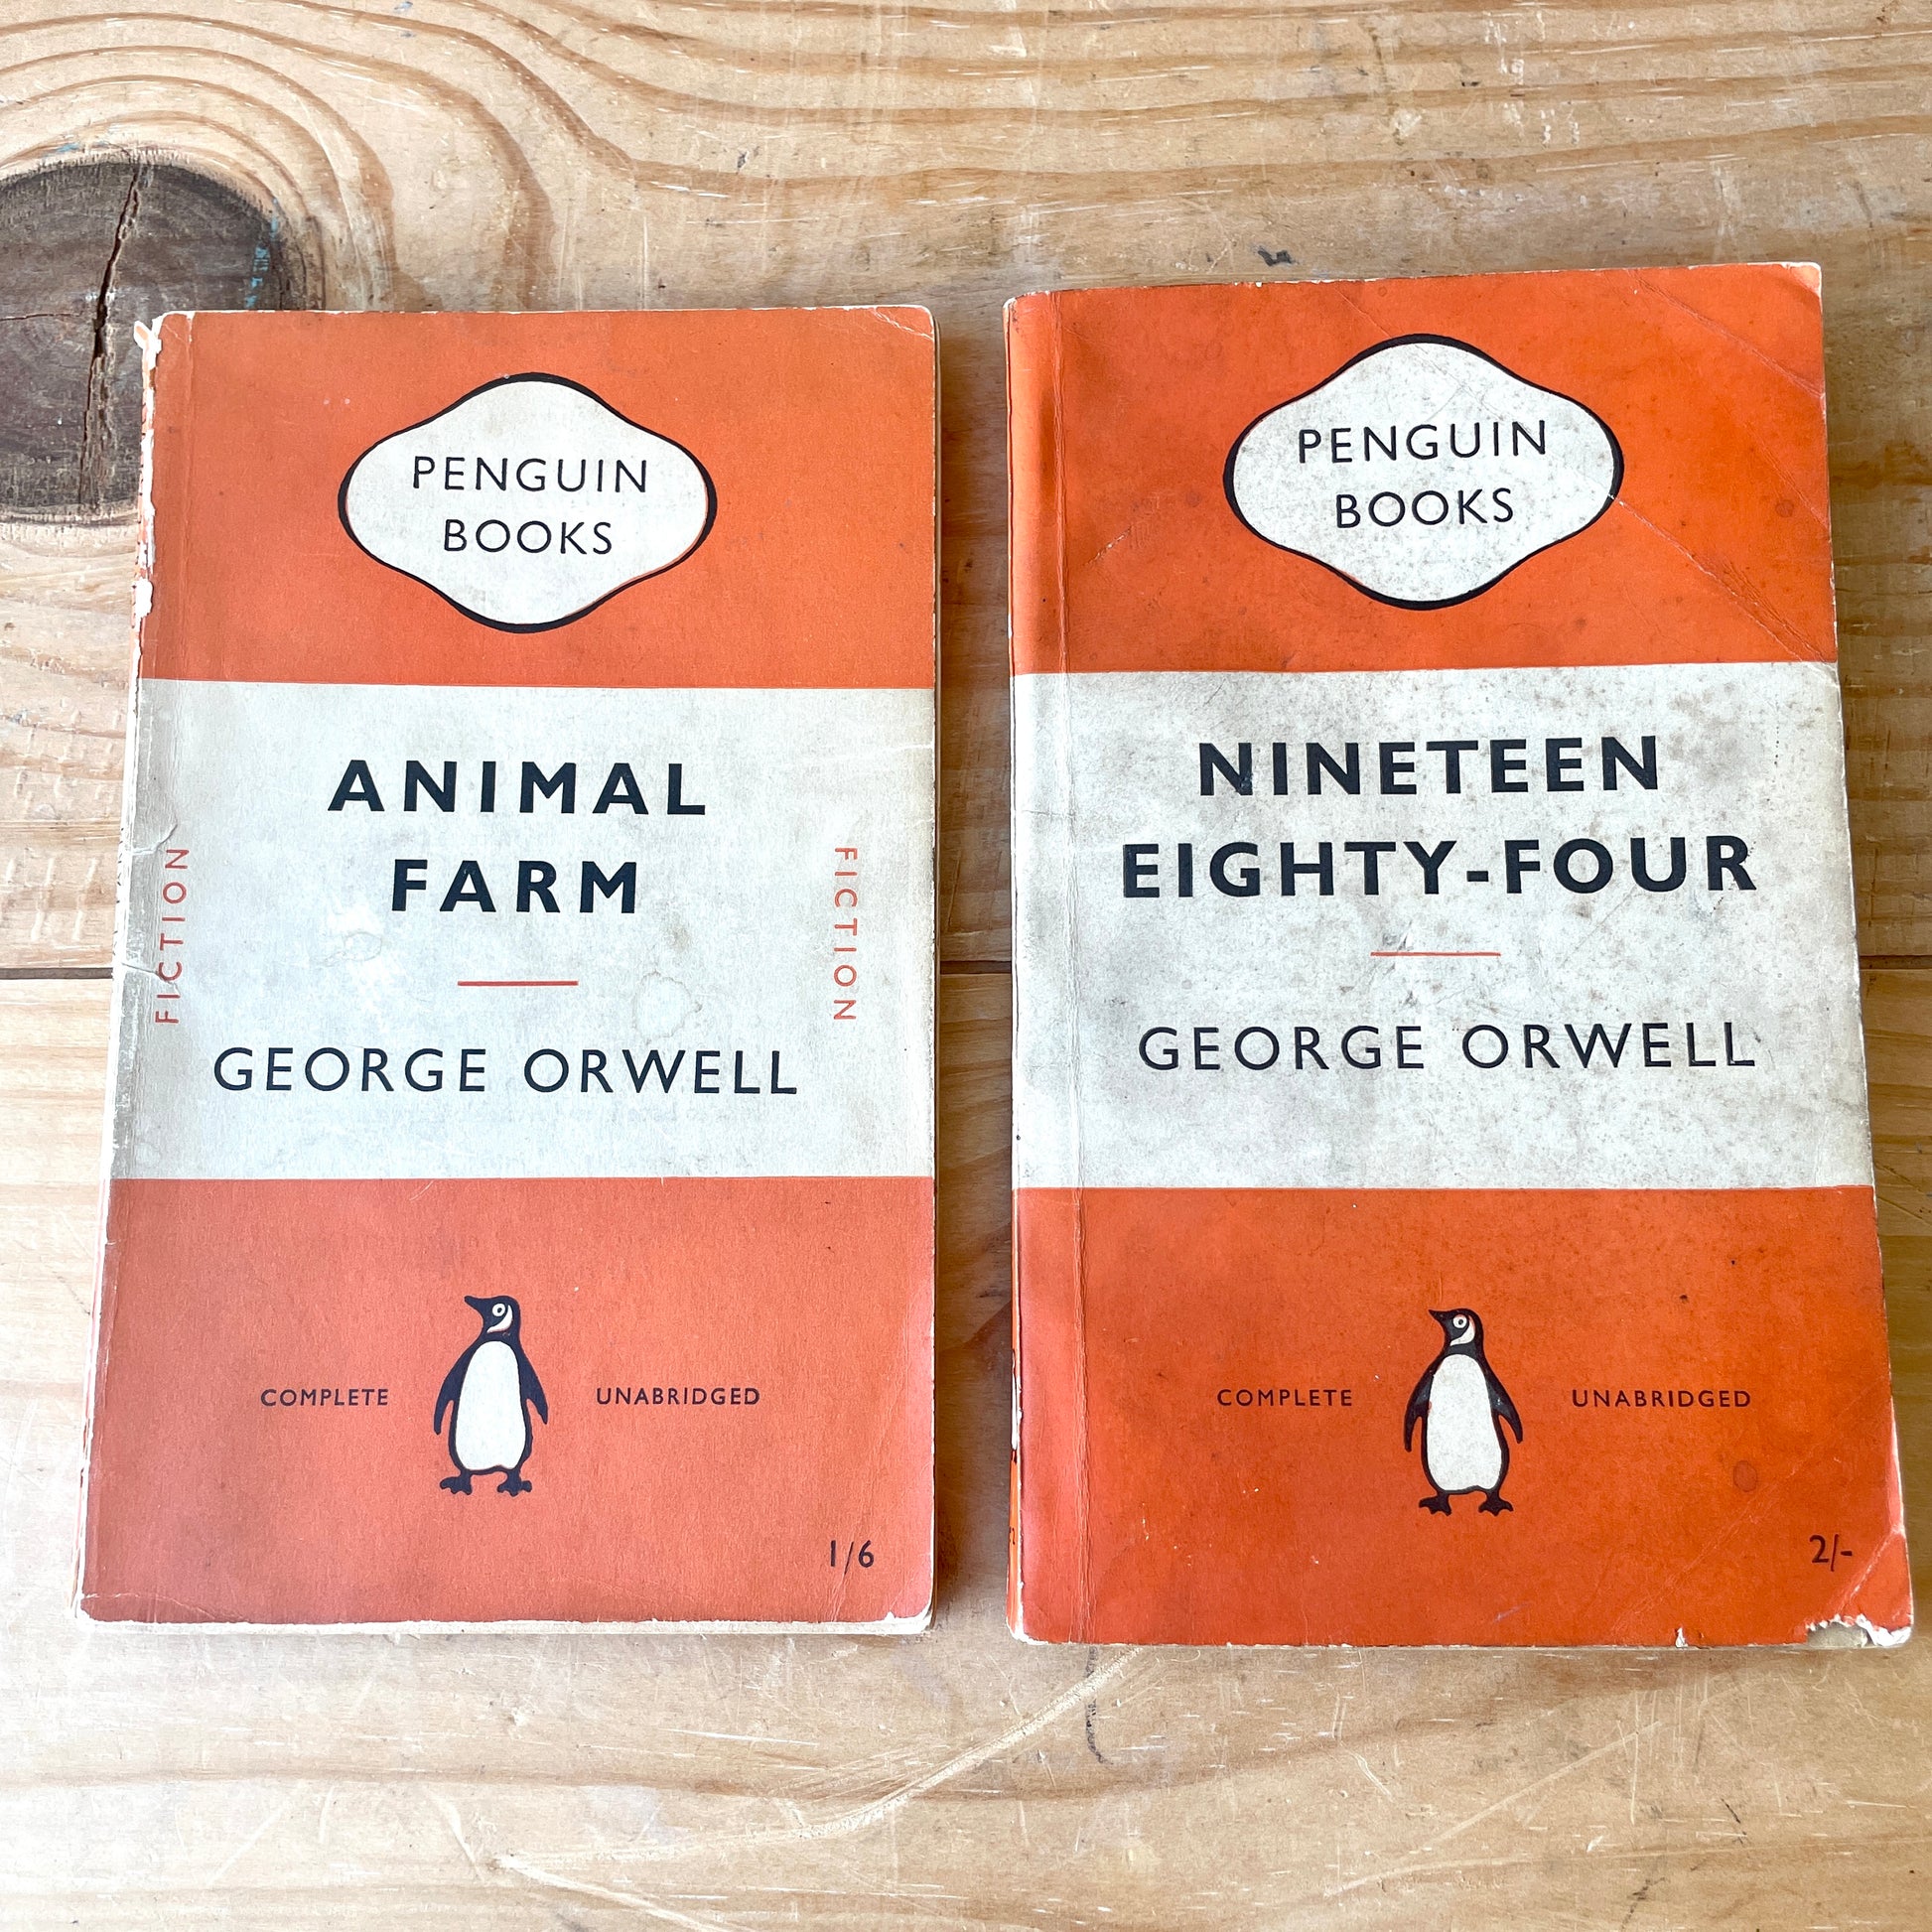 PENGUIN
BOOKS
ANIMAL
FARM
FICTION
FICTION
GEORGE ORWELL
COMPLETE
UNABRIDGED
1/6
PENGUIN
BOOKS
NINETEEN
EIGHTY-FOUR
GEORGE ORWELL
COMPLETE
UNABRIDGED
2/-